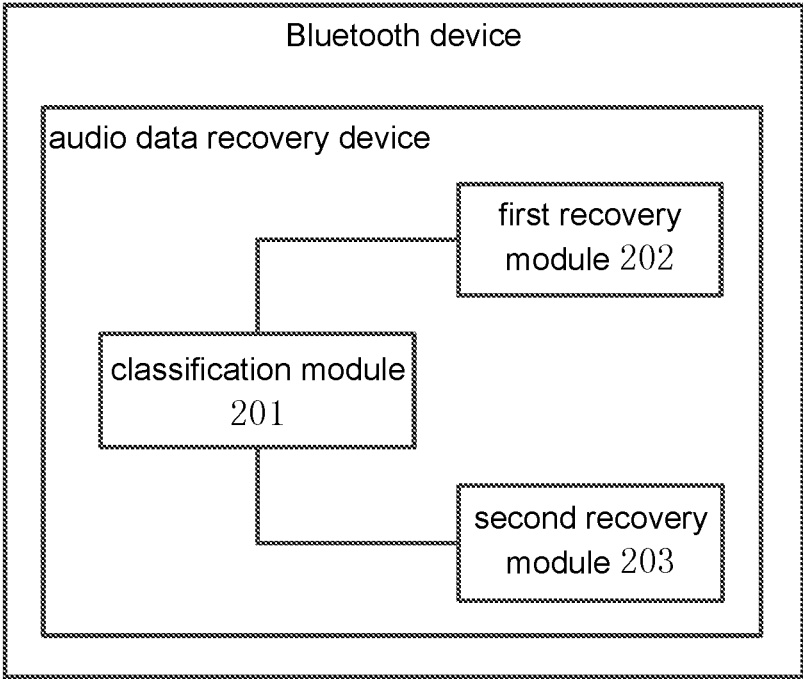 Bluetooth device
audio data recovery device
first recovery
module 202
classification module
201
second recovery
module 203